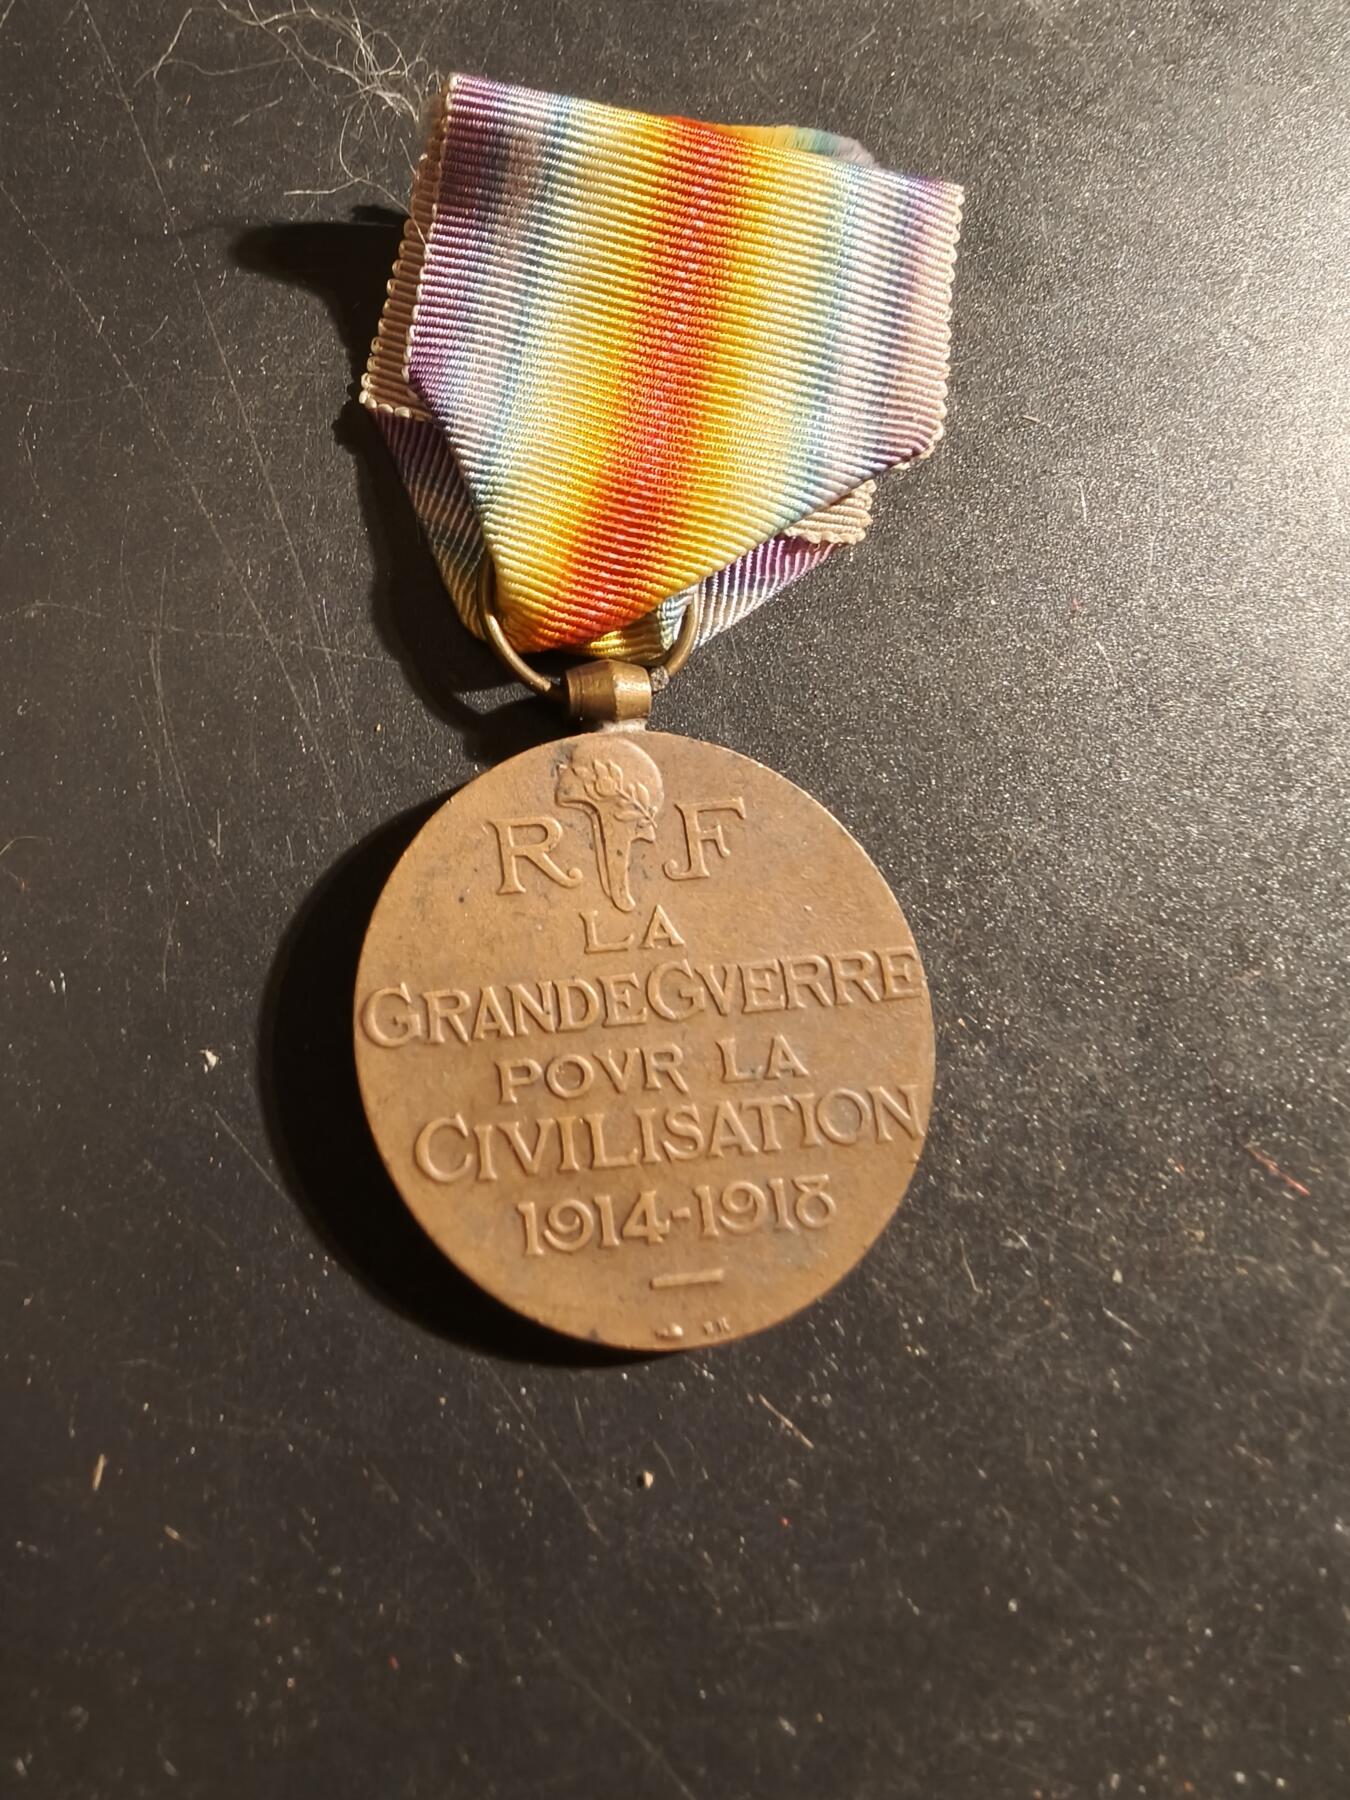 R F
LA
GRANDE GVERRE
POVR LA
CIVILISATION
1914-1918